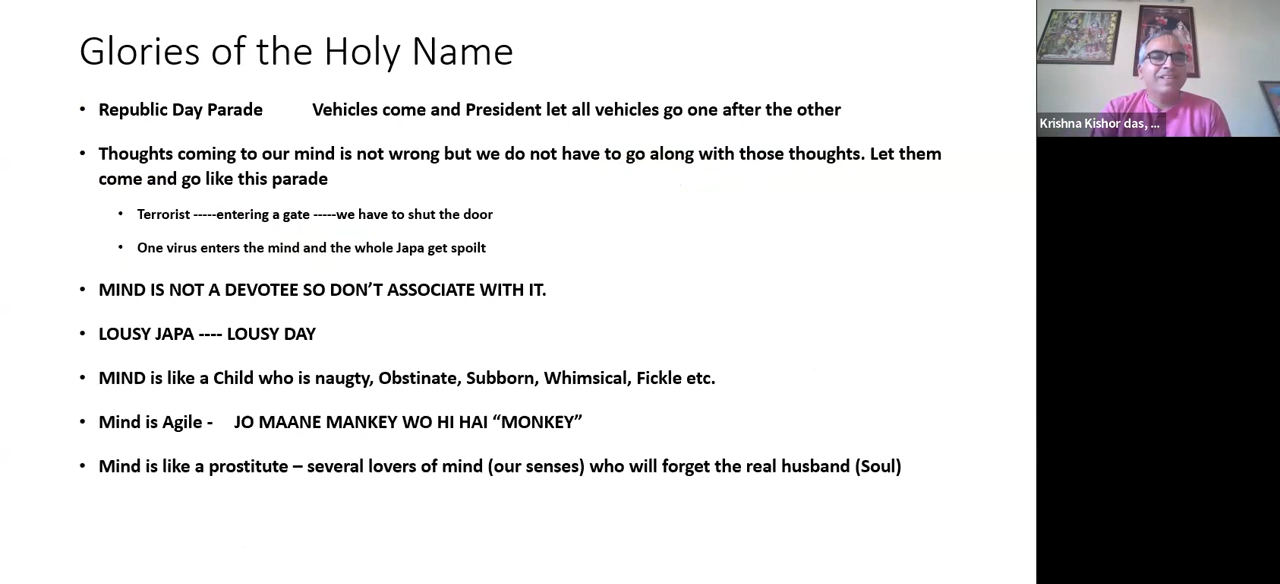 Glories of the Holy Name
• Republic Day Parade Vehicles come and President let all vehicles go one after the other
• Thoughts coming to our mind is not wrong but we do not have to go along with those thoughts. Let them
come and go like this parade
• Terrorist -----entering a gate -----we have to shut the door
• One virus enters the mind and the whole Japa get spoilt
• MIND IS NOT A DEVOTEE SO DON’T ASSOCIATE WITH IT.
• LOUSY JAPA ---- LOUSY DAY
• MIND is like a Child who is naugty, Obstinate, Subborn, Whimsical, Fickle etc.
• Mind is Agile - JO MAANE MANKEY WO HI HAI “MONKEY”
• Mind is like a prostitute – several lovers of mind (our senses) who will forget the real husband (Soul)
Krishna Kishor das, ...